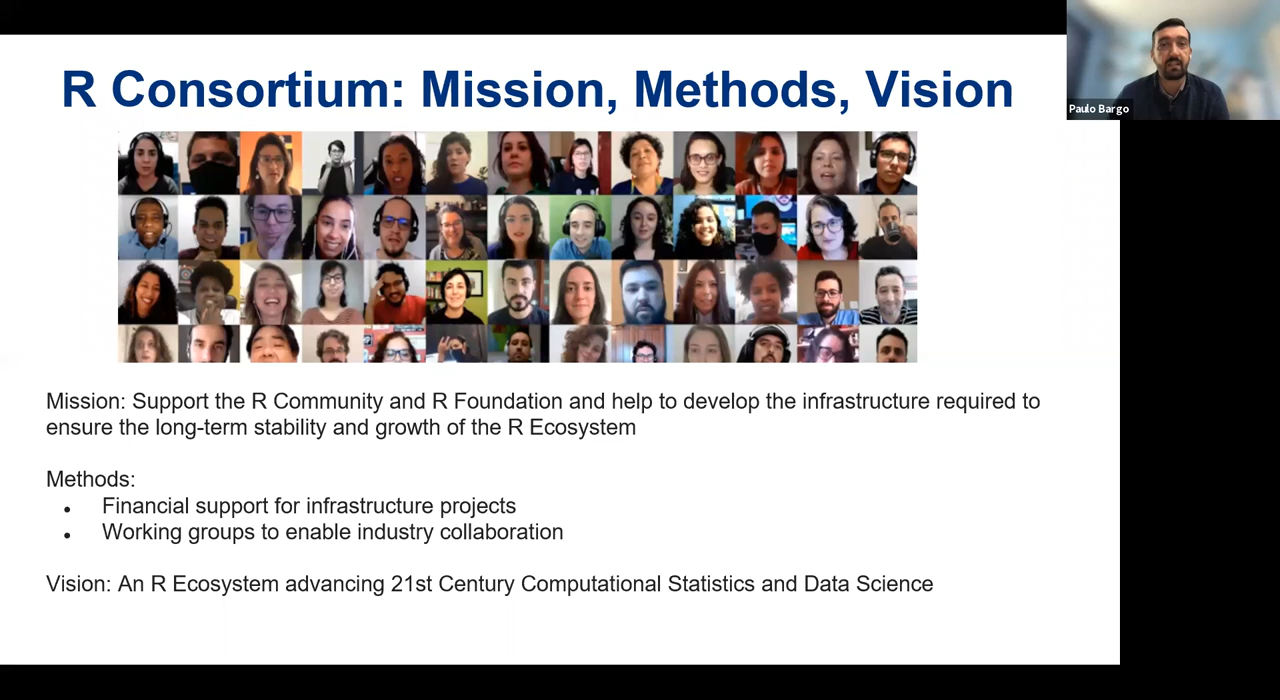 R Consortium: Mission, Methods, Vision
Paulo Bargo
Mission: Support the R Community and R Foundation and help to develop the infrastructure required to
ensure the long-term stability and growth of the R Ecosystem
Methods:
• Financial support for infrastructure projects
• Working groups to enable industry collaboration
Vision: An R Ecosystem advancing 21st Century Computational Statistics and Data Science